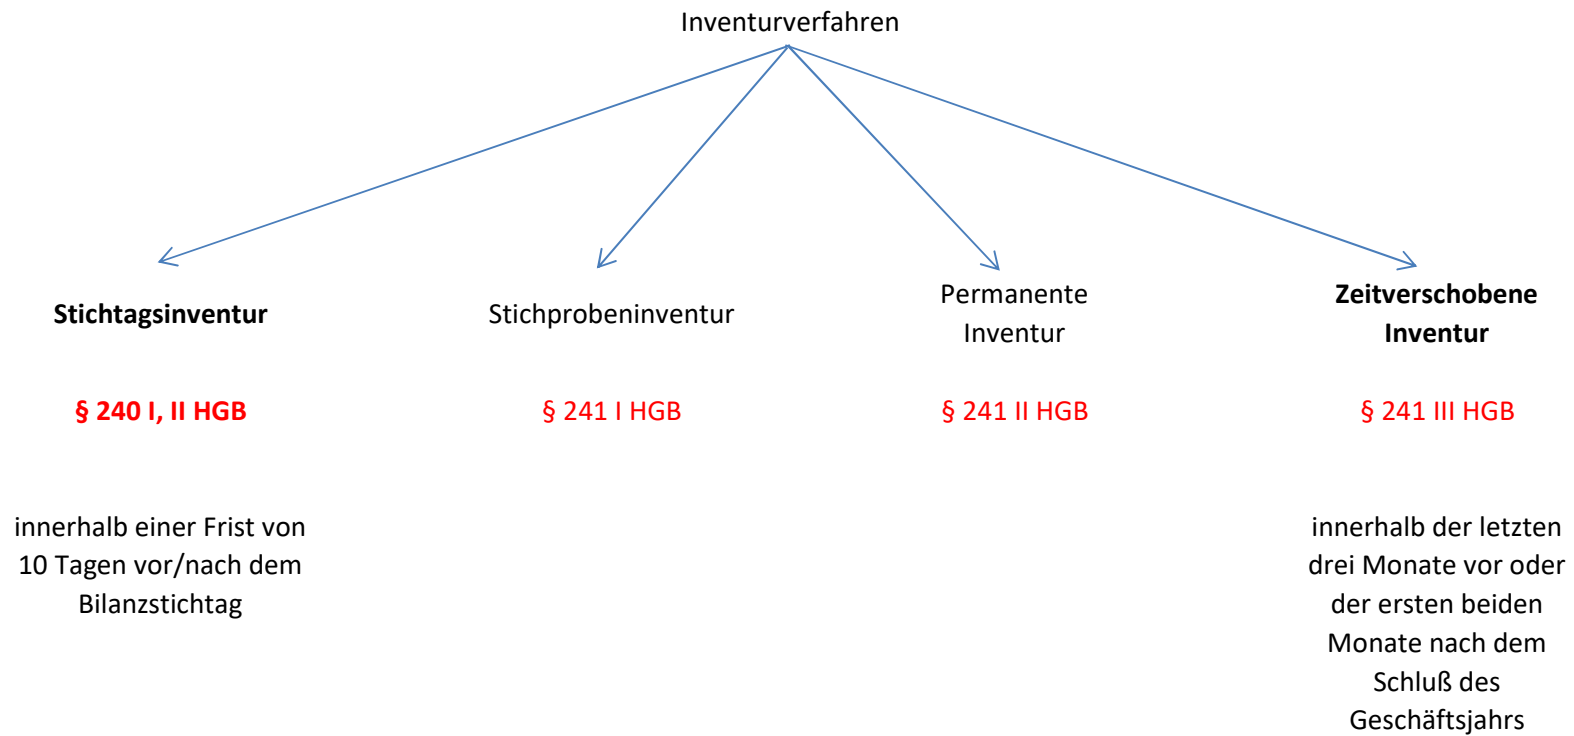 Inventurverfahren
Stichtagsinventur
§ 240 I, II HGB
innerhalb einer Frist von
10 Tagen vor/nach dem
Bilanzstichtag
Stichprobeninventur
§ 241 I HGB
Permanente
Inventur
§ 241 II HGB
Zeitverschobene
Inventur
§ 241 III HGB
innerhalb der letzten
drei Monate vor oder
der ersten beiden
Monate nach dem
Schluß des
Geschäftsjahrs